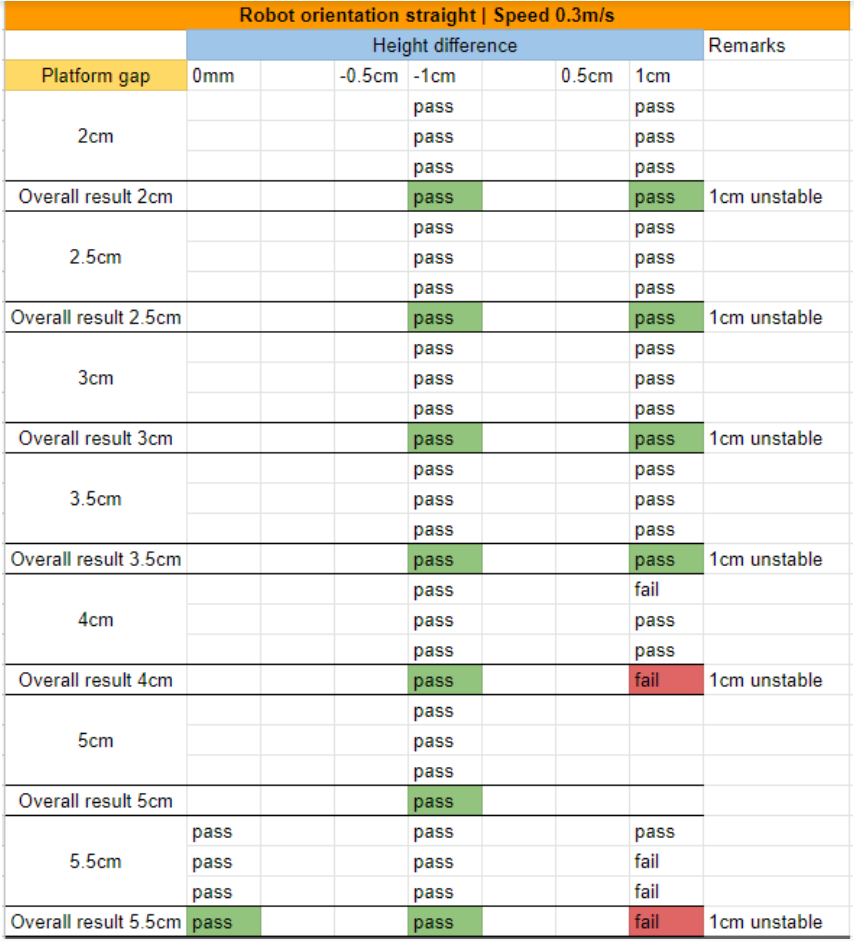 Robot orientation straight | Speed 0.3m/s
Height difference Remarks
Platform gap 0mm -0.5cm -1cm 0.5cm 1cm
pass pass
2cm pass pass
pass pass
Overall result 2cm pass pass 1cm unstable
pass pass
2.5cm pass pass
pass pass
Overall result 2.5cm pass pass 1cm unstable
pass pass
3cm pass pass
pass pass
Overall result 3cm pass pass 1cm unstable
pass pass
3.5cm pass pass
pass pass
Overall result 3.5cm pass pass 1cm unstable
pass fail
4cm pass pass
pass pass
Overall result 4cm pass fail 1cm unstable
pass
5cm pass
pass
Overall result 5cm pass
pass pass pass
5.5cm pass pass fail
pass pass fail
Overall result 5.5cm pass pass fail 1cm unstable